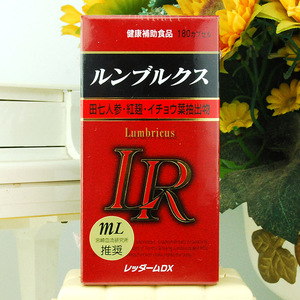 健康補助食品 180カプセル
ルンブルクス
田七人参・紅麹・イチョウ葉抽出物
Lumbricus
LR
mL
推奨
レッダームDX